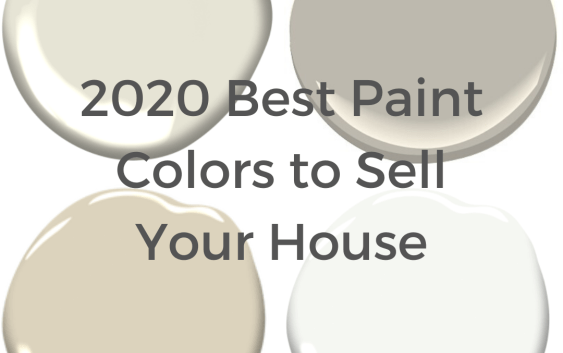 2020 Best Paint
Colors to Sell
Your House